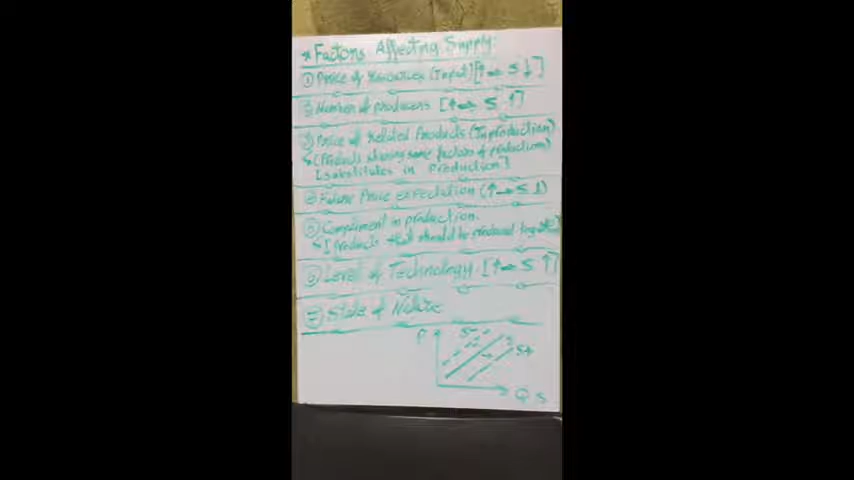 * Factors Affecting Supply:
① Price of resources (Input) [↑ → S ↓]
② Number of producers [↑ → S ↑]
③ Price of Related Products (In production)
* (Products sharing same factors of production)
[substitutes in Production]
④ Future Price expectation (↑ → S ↓)
⑤ Compliment in production.
* [Products that should be produced together]
⑥ Level of Technology [↑ → S ↑]
⑦ State of Nature
P
S-
S
S+
Q S